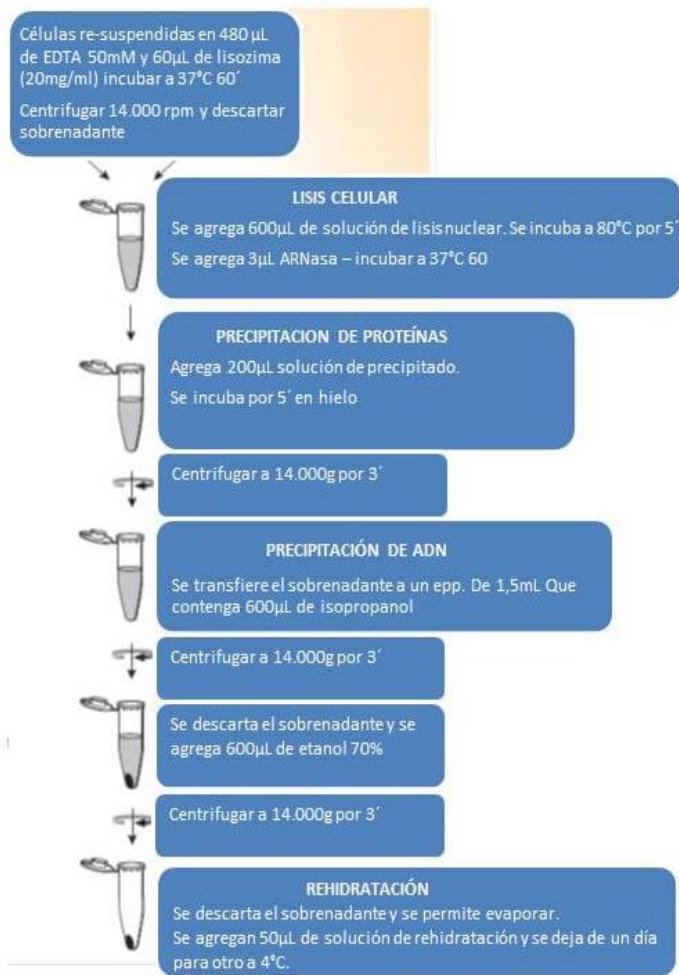 Células re-suspendidas en 480 µL
de EDTA 50mM y 60µL de lisozima
(20mg/ml) incubar a 37°C 60´
Centrifugar 14.000 rpm y descartar
sobrenadante
LISIS CELULAR
Se agrega 600µL de solución de lisis nuclear. Se incuba a 80°C por 5´
Se agrega 3µL ARNasa – incubar a 37°C 60
PRECIPITACION DE PROTEÍNAS
Agrega 200µL solución de precipitado.
Se incuba por 5´ en hielo
Centrifugar a 14.000g por 3´
PRECIPITACIÓN DE ADN
Se transfiere el sobrenadante a un epp. De 1,5mL Que
contenga 600µL de isopropanol
Centrifugar a 14.000g por 3´
Se descarta el sobrenadante y se
agrega 600µL de etanol 70%
Centrifugar a 14.000g por 3´
REHIDRATACIÓN
Se descarta el sobrenadante y se permite evaporar.
Se agregan 50µL de solución de rehidratación y se deja de un día
para otro a 4°C.